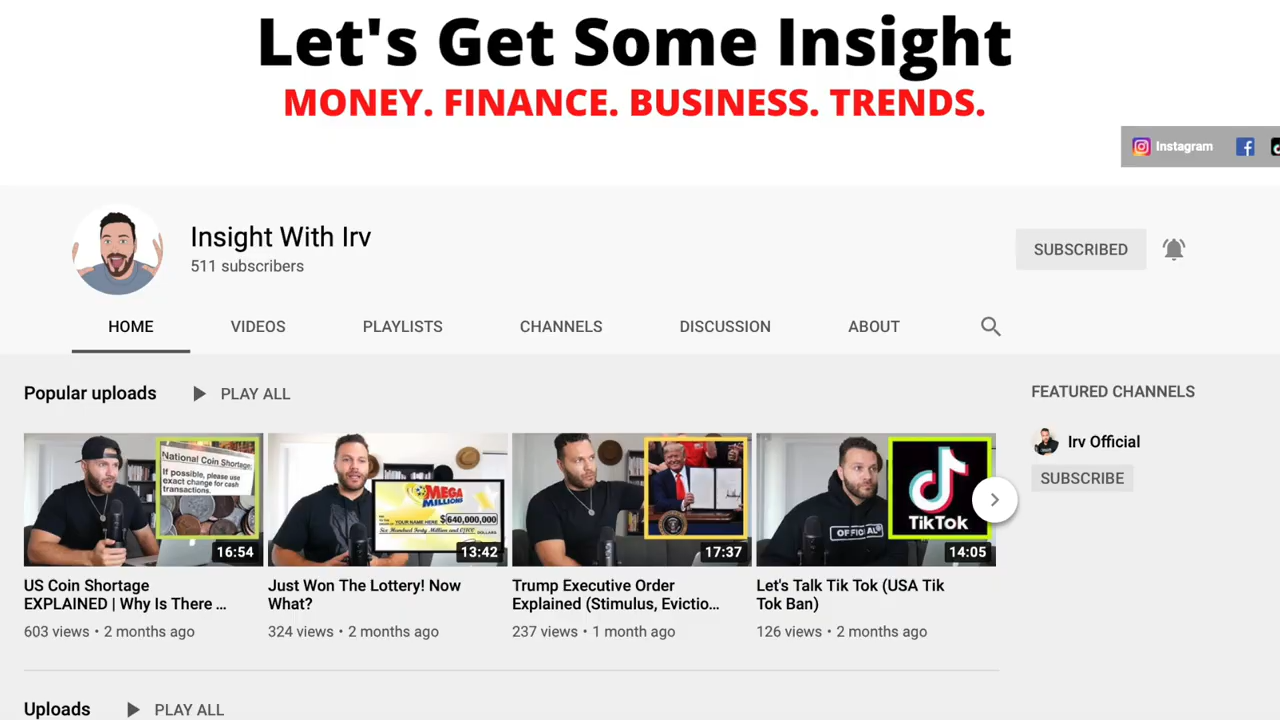 Let's Get Some Insight
MONEY. FINANCE. BUSINESS. TRENDS.
Instagram
Insight With Irv
511 subscribers
SUBSCRIBED
HOME
VIDEOS
PLAYLISTS
CHANNELS
DISCUSSION
ABOUT
Popular uploads
PLAY ALL
FEATURED CHANNELS
Irv Official
SUBSCRIBE
National Coin Shortage:
If possible, please use
exact change for cash
transactions.
16:54
US Coin Shortage
EXPLAINED | Why Is There ...
603 views • 2 months ago
MEGA
MILLIONS
YOUR NAME HERE $640,000,000
DOLLARS
13:42
Just Won The Lottery! Now
What?
324 views • 2 months ago
17:37
Trump Executive Order
Explained (Stimulus, Evictio...
237 views • 1 month ago
OFFICIAL
TikTok
14:05
Let's Talk Tik Tok (USA Tik
Tok Ban)
126 views • 2 months ago
Uploads
PLAY ALL